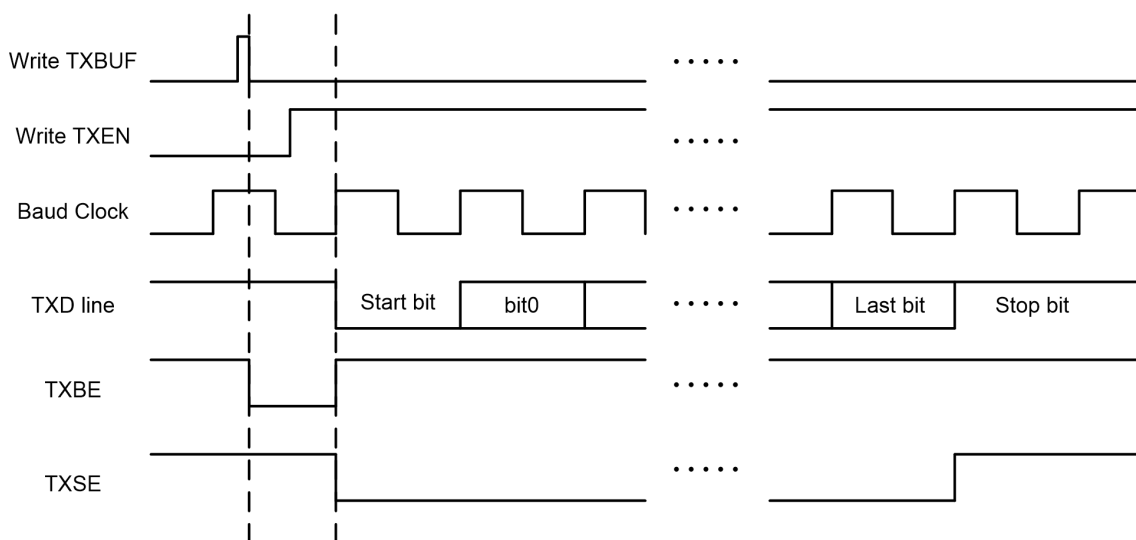 Write TXBUF
Write TXEN
Baud Clock
TXD line
Start bit
bit0
Last bit
Stop bit
TXBE
TXSE